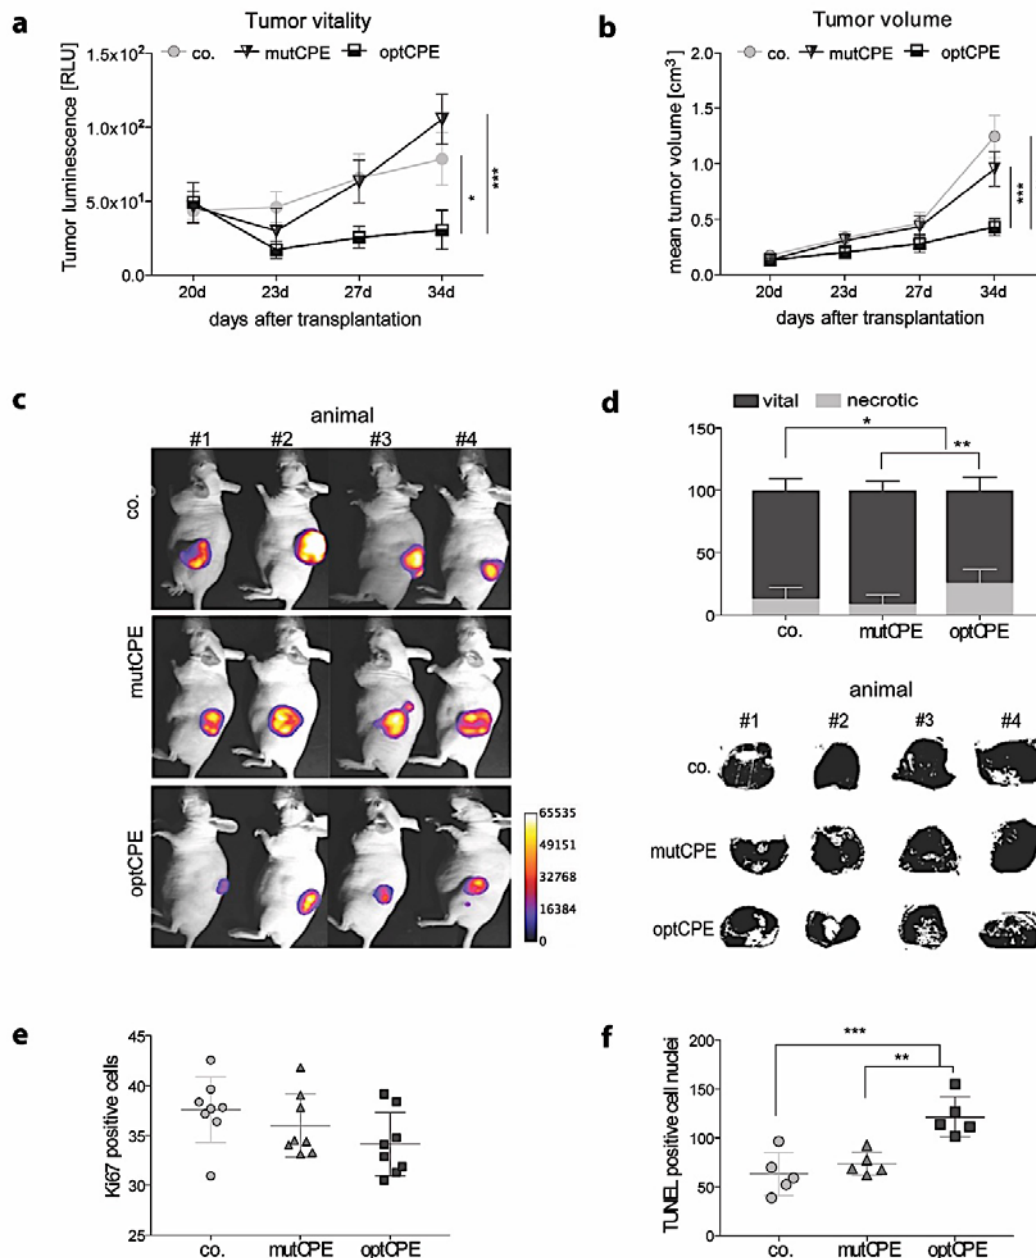 a
Tumor vitality
co. mutCPE optCPE
Tumor luminescence [RLU]
1.5x10²
1.0x10²
5.0x10¹
0.0
*
***
20d 23d 27d 34d
days after transplantation
b
Tumor volume
co. mutCPE optCPE
mean tumor volume [cm³]
2.0
1.5
1.0
0.5
0.0
***
20d 23d 27d 34d
days after transplantation
c
animal
#1 #2 #3 #4
co.
mutCPE
optCPE
65535
49151
32768
16384
0
d
vital necrotic
150
100
50
0
*
**
co. mutCPE optCPE
animal
#1 #2 #3 #4
co.
mutCPE
optCPE
e
Ki67 positive cells
45
40
35
30
25
co. mutCPE optCPE
f
TUNEL positive cell nuclei
200
150
100
50
0
***
**
co. mutCPE optCPE